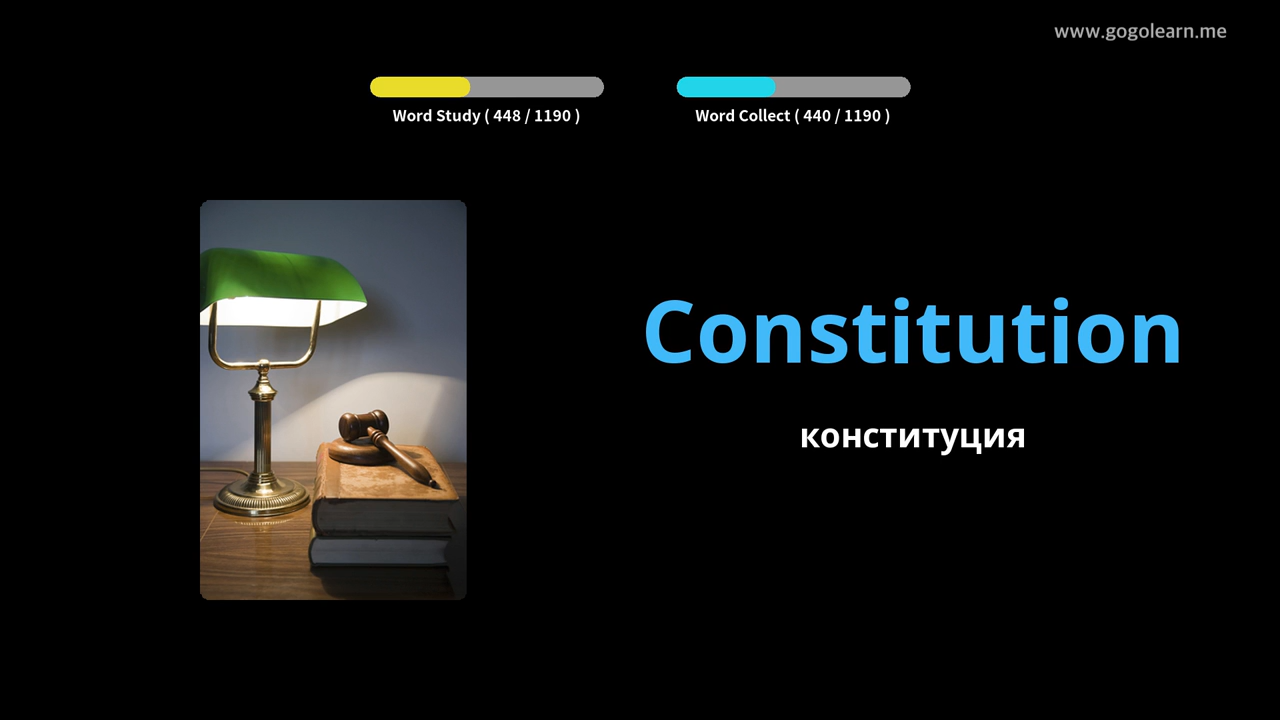 www.gogolearn.me
Word Study ( 448 / 1190 )
Word Collect ( 440 / 1190 )
Constitution
конституция